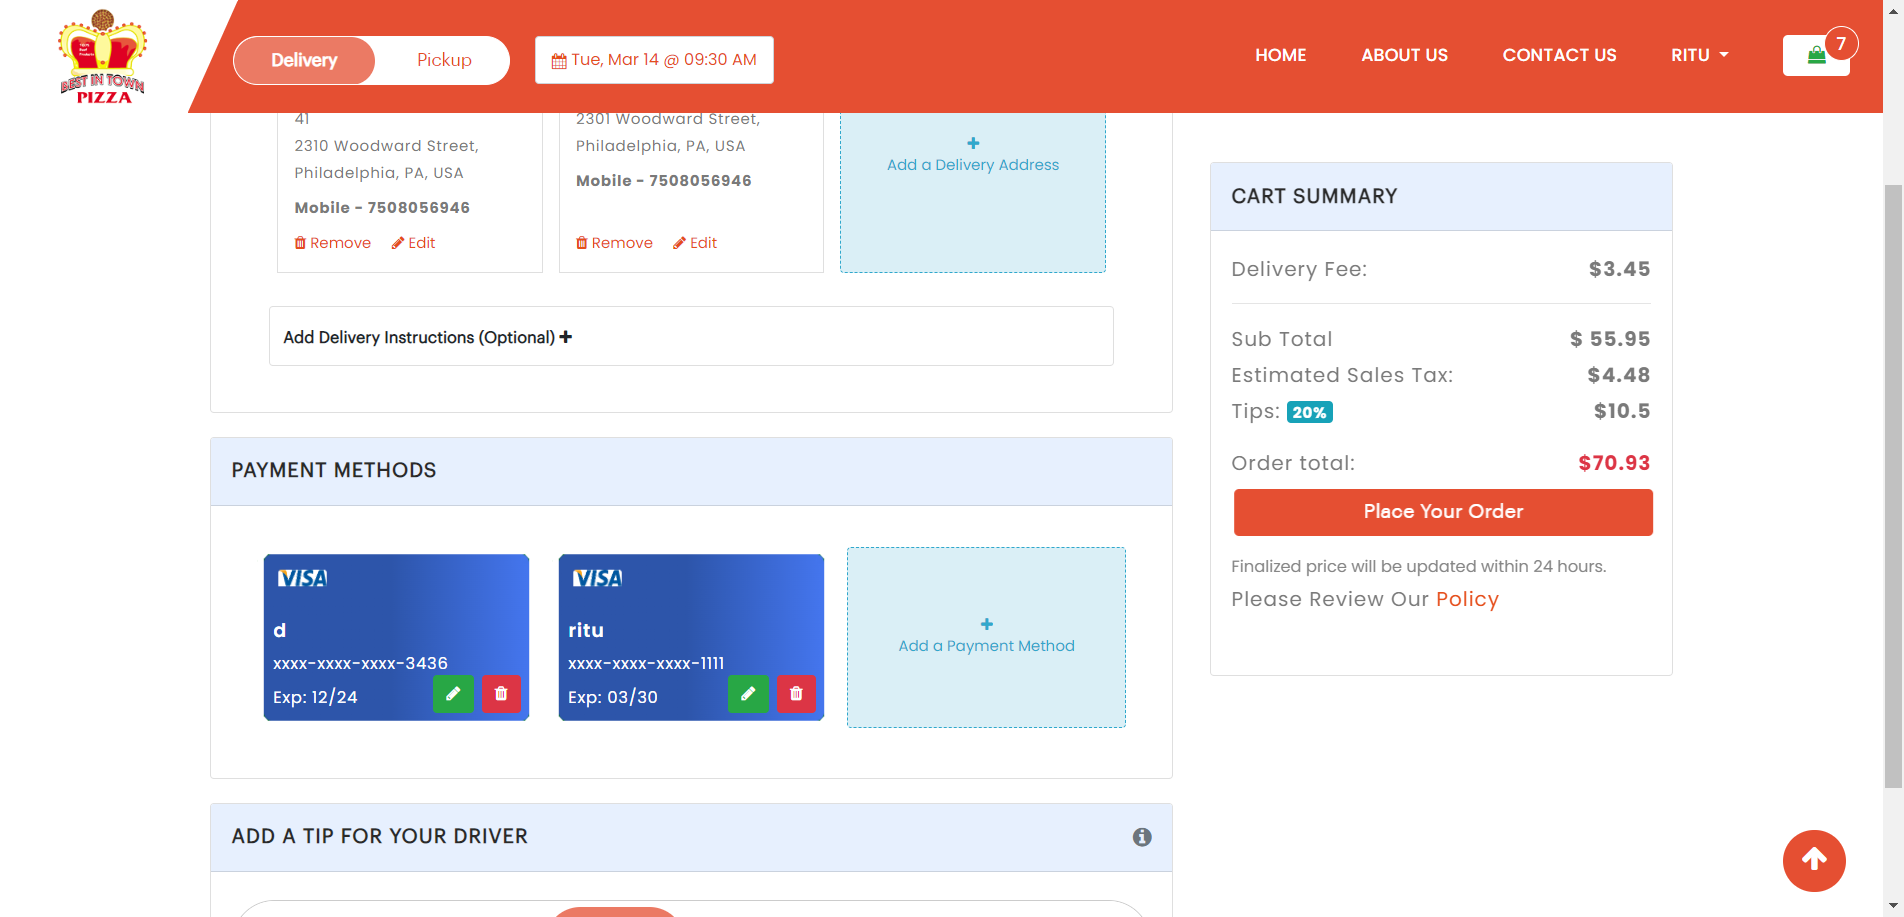 BEST IN TOWN
PIZZA
Delivery
Pickup
Tue, Mar 14 @ 09:30 AM
HOME
ABOUT US
CONTACT US
RITU
7
41
2310 Woodward Street,
Philadelphia, PA, USA
Mobile - 7508056946
Remove
Edit
2301 Woodward Street,
Philadelphia, PA, USA
Mobile - 7508056946
Remove
Edit
Add a Delivery Address
Add Delivery Instructions (Optional)
PAYMENT METHODS
VISA
d
xxxx-xxxx-xxxx-3436
Exp: 12/24
VISA
ritu
xxxx-xxxx-xxxx-1111
Exp: 03/30
Add a Payment Method
ADD A TIP FOR YOUR DRIVER
CART SUMMARY
Delivery Fee: $3.45
Sub Total $ 55.95
Estimated Sales Tax: $4.48
Tips: 20% $10.5
Order total: $70.93
Place Your Order
Finalized price will be updated within 24 hours.
Please Review Our Policy